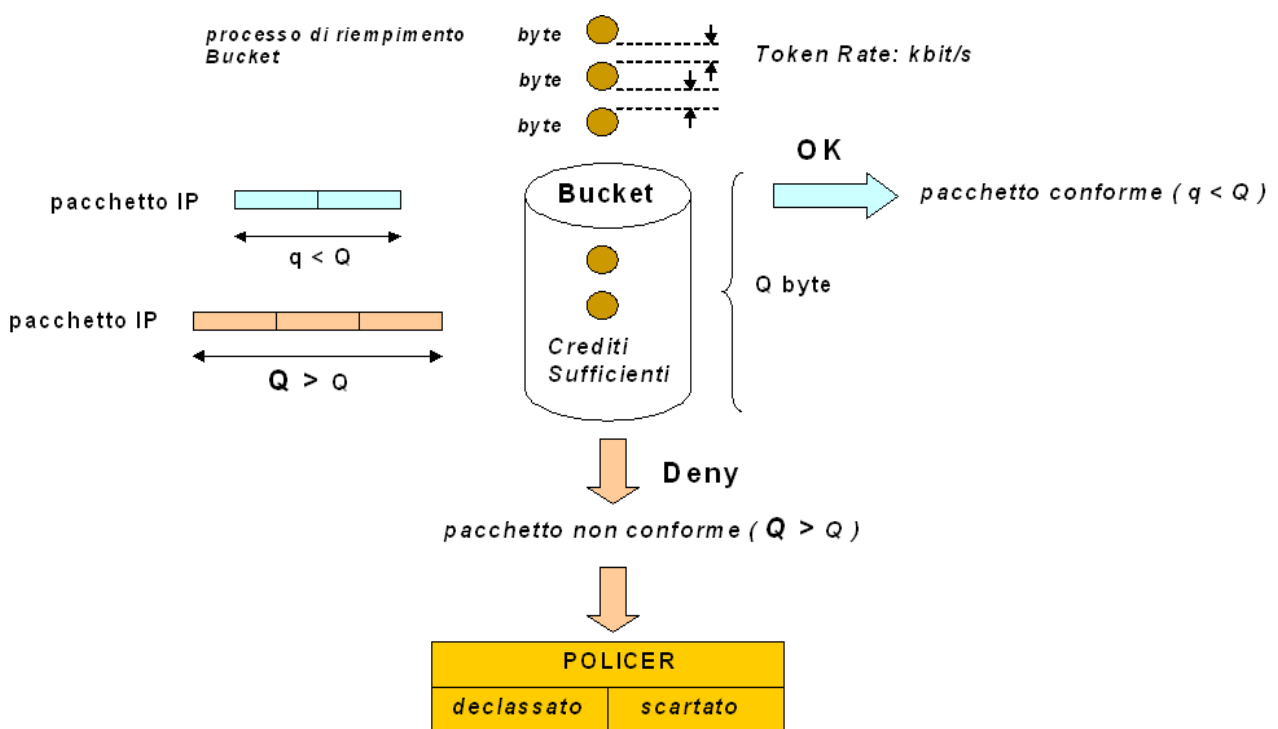 processo di riempimento
Bucket
byte
byte
byte
Token Rate: kbit/s
OK
pacchetto conforme ( q < Q )
pacchetto IP
q < Q
Bucket
Q byte
pacchetto IP
Q > Q
Crediti
Sufficienti
Deny
pacchetto non conforme ( Q > Q )
POLICER
declassato
scartato